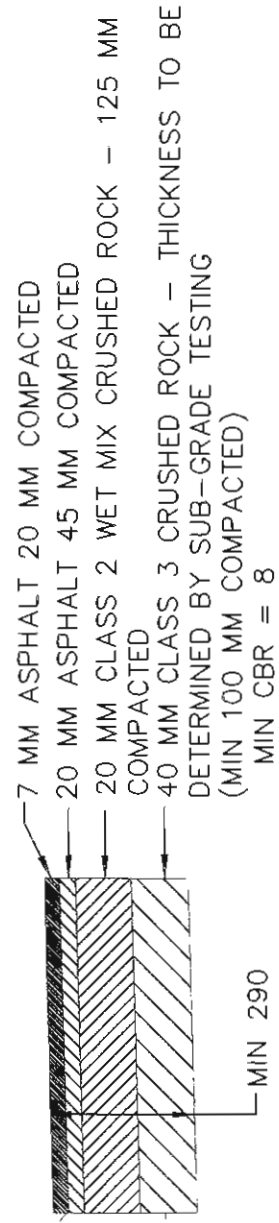 7 MM ASPHALT 20 MM COMPACTED
20 MM ASPHALT 45 MM COMPACTED
20 MM CLASS 2 WET MIX CRUSHED ROCK - 125 MM
COMPACTED
40 MM CLASS 3 CRUSHED ROCK - THICKNESS TO BE
DETERMINED BY SUB-GRADE TESTING
(MIN 100 MM COMPACTED)
MIN CBR = 8
MIN 290